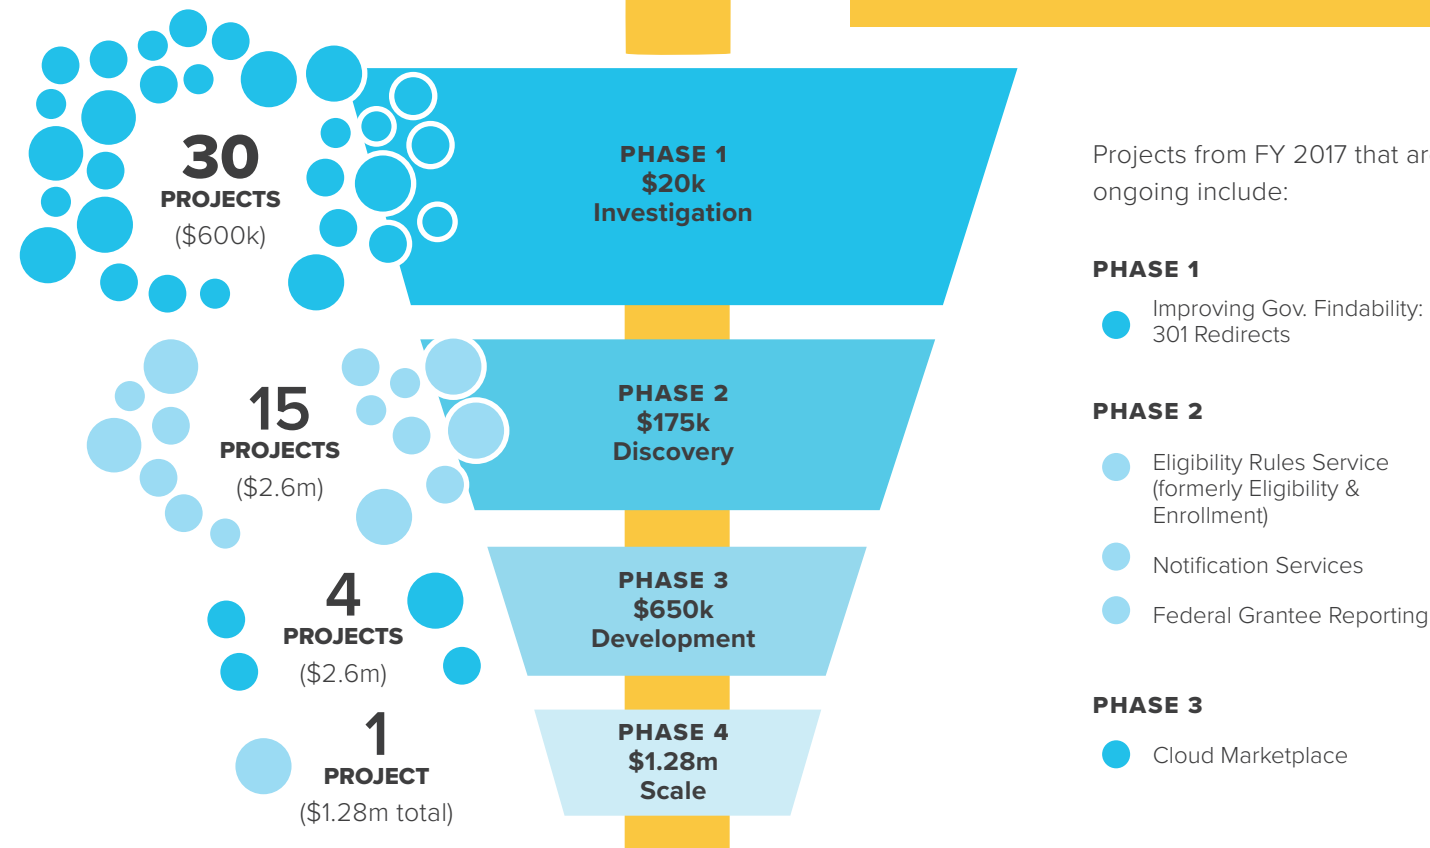 30
PROJECTS
($600k)
PHASE 1
$20k
Investigation
15
PROJECTS
($2.6m)
PHASE 2
$175k
Discovery
4
PROJECTS
($2.6m)
PHASE 3
$650k
Development
1
PROJECT
($1.28m total)
PHASE 4
$1.28m
Scale
Projects from FY 2017 that
ongoing include:
PHASE 1
Improving Gov. Findability:
301 Redirects
PHASE 2
Eligibility Rules Service
(formerly Eligibility &
Enrollment)
Notification Services
Federal Grantee Reporting
PHASE 3
Cloud Marketplace